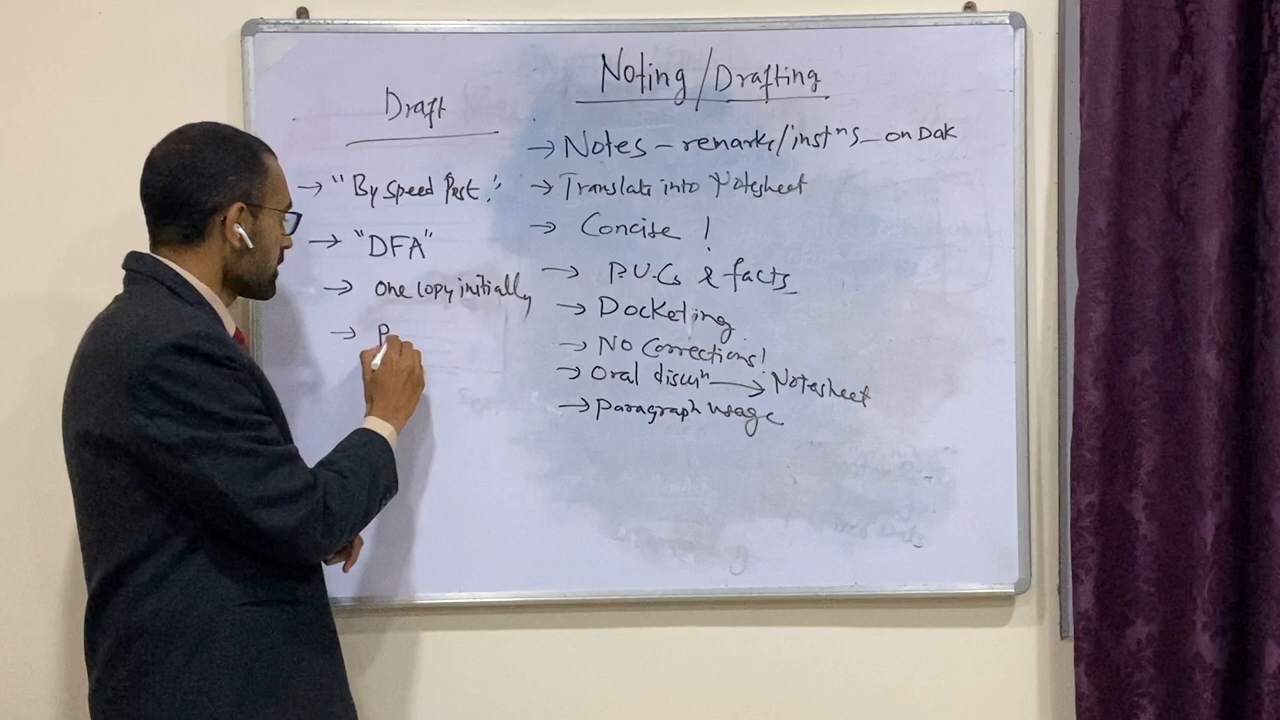 Noting/Drafting
→ Notes - remarks/instⁿs - on Dak
→ Translate into Notesheet
→ Concise !
→ P.U.Cs & facts
→ Docketing
→ No Corrections!
→ Oral discusⁿ → Notesheet
→ Paragraph usage
Draft
→ "By Speed Post."
→ "DFA"
→ One copy initially
→ P